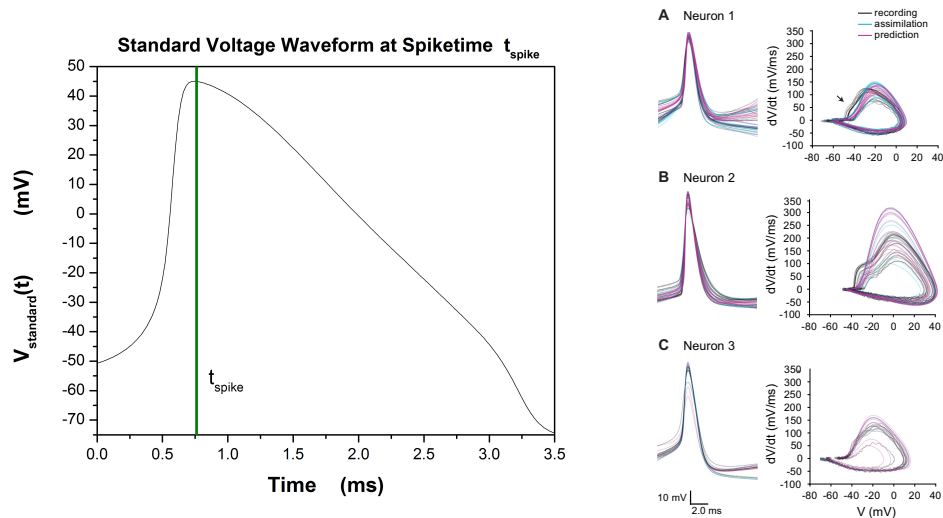 Standard Voltage Waveform at Spiketime t_spike
50
40
30
20
10
0
-10
-20
-30
-40
-50
-60
-70
V_standard(t) (mV)
t_spike
0.0 0.5 1.0 1.5 2.0 2.5 3.0 3.5
Time (ms)
A Neuron 1
recording
assimilation
prediction
350
300
250
200
150
100
50
0
-50
-100
dV/dt (mV/ms)
-80 -60 -40 -20 0 20 40
B Neuron 2
350
300
250
200
150
100
50
0
-50
-100
dV/dt (mV/ms)
-80 -60 -40 -20 0 20 40
C Neuron 3
350
300
250
200
150
100
50
0
-50
-100
dV/dt (mV/ms)
-80 -60 -40 -20 0 20 40
V (mV)
10 mV
2.0 ms